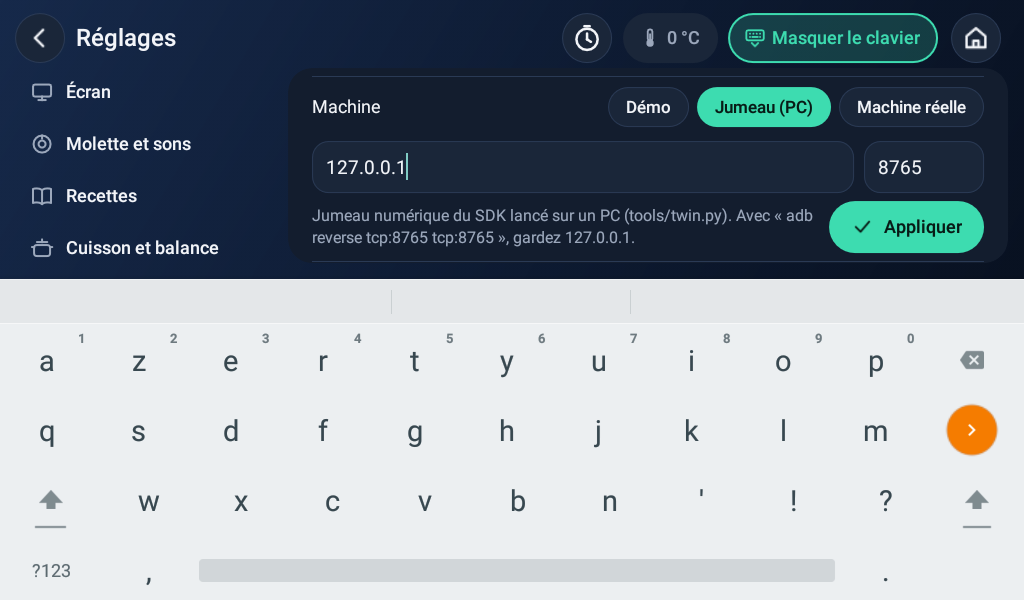 Réglages
0 °C
Masquer le clavier
Écran
Molette et sons
Recettes
Cuisson et balance
Machine
Démo
Jumeau (PC)
Machine réelle
127.0.0.1
8765
Jumeau numérique du SDK lancé sur un PC (tools/twin.py). Avec « adb
reverse tcp:8765 tcp:8765 », gardez 127.0.0.1.
Appliquer
1 2 3 4 5 6 7 8 9 0
a z e r t y u i o p
q s d f g h j k l m
w x c v b n ' ! ?
?123 , .